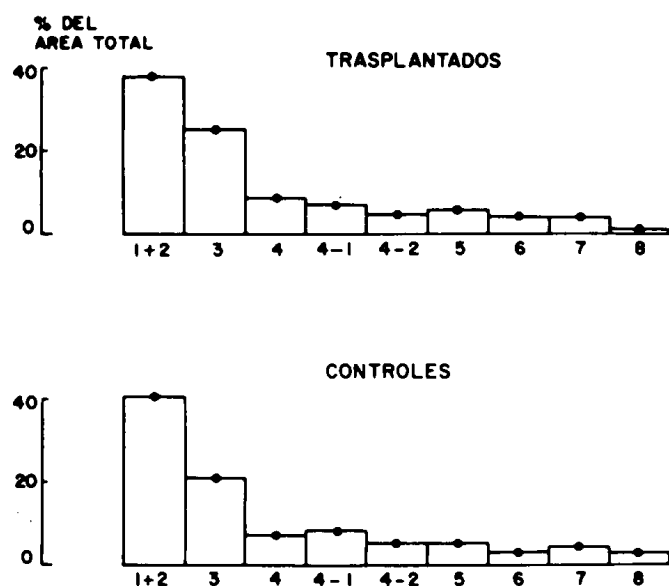 % DEL
AREA TOTAL
TRASPLANTADOS
40
20
0
1+2 3 4 4-1 4-2 5 6 7 8
CONTROLES
40
20
0
1+2 3 4 4-1 4-2 5 6 7 8